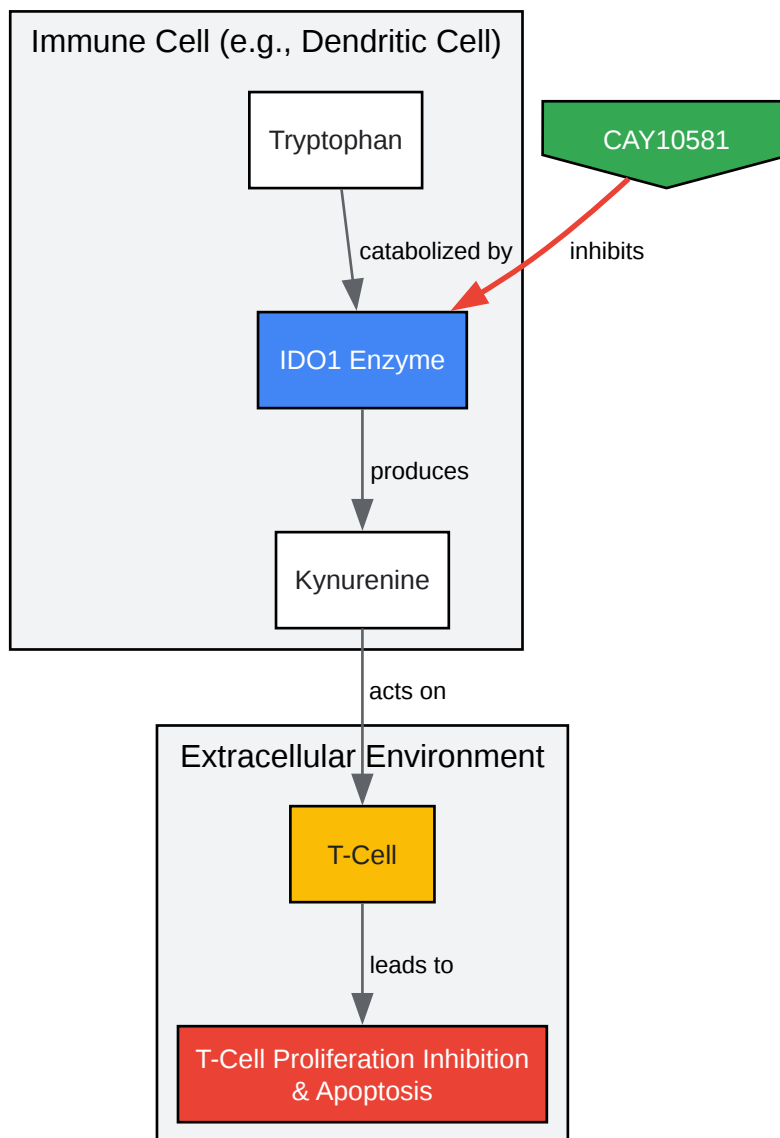 Immune Cell (e.g., Dendritic Cell)
Tryptophan
CAY10581
catabolized by
inhibits
IDO1 Enzyme
produces
Kynurenine
acts on
Extracellular Environment
T-Cell
leads to
T-Cell Proliferation Inhibition
& Apoptosis